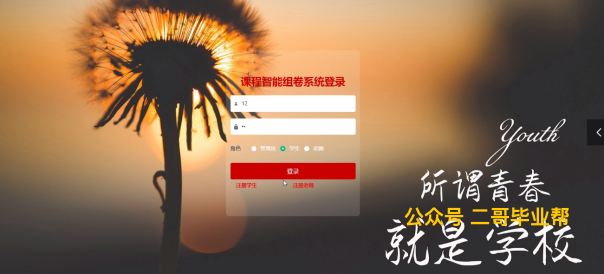 课程智能组卷系统登录
12
••
角色 管理员 学生 老师
登录
注册学生 注册老师
Youth
所谓青春
公众号 二哥毕业帮
就是学校